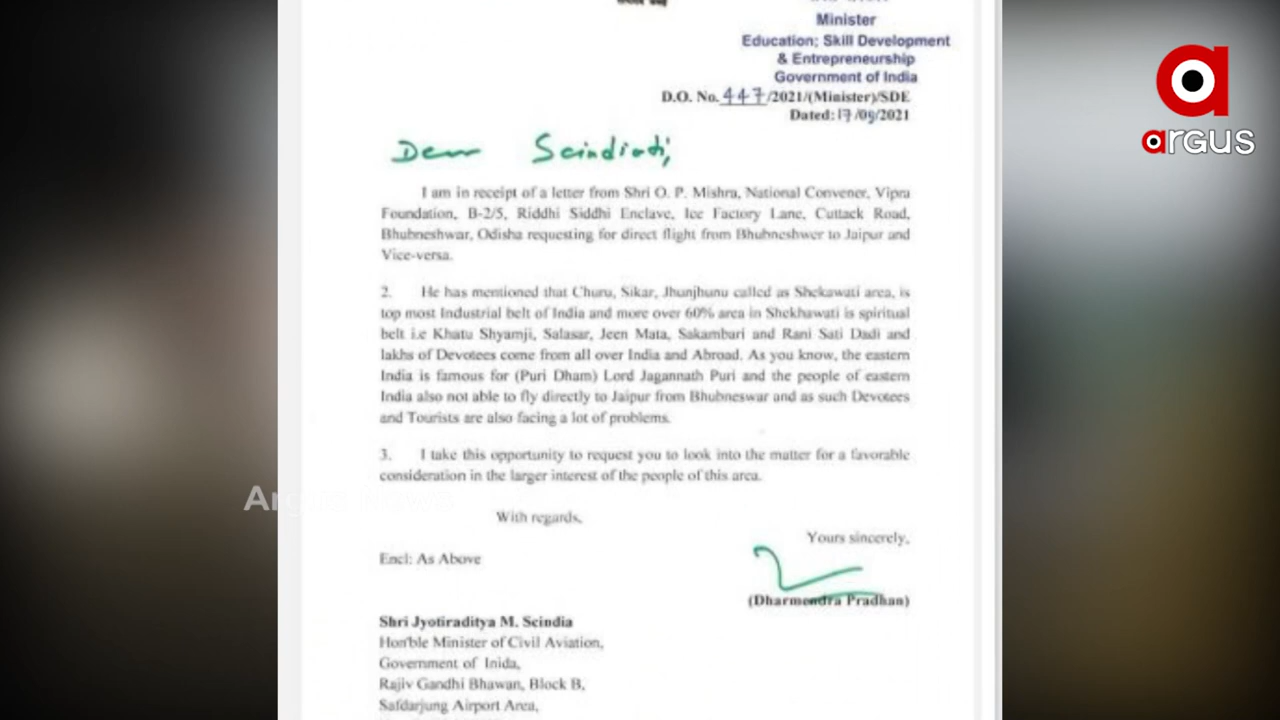 Minister
Education; Skill Development
& Entrepreneurship
Government of India
D.O. No. 447/2021/(Minister)/SDE
Dated: 17/09/2021
argus
Dear Scindiati,
I am in receipt of a letter from Shri O. P. Mishra, National Convener, Vipra
Foundation, B-2/5, Riddhi Siddhi Enclave, Ice Factory Lane, Cuttack Road,
Bhubneshwar, Odisha requesting for direct flight from Bhubneshwer to Jaipur and
Vice-versa.
2. He has mentioned that Churu, Sikar, Jhunjhunu called as Shekawati area, is
top most Industrial belt of India and more over 60% area in Shekhawati is spiritual
belt i.e Khatu Shyamji, Salasar, Jeen Mata, Sakambari and Rani Sati Dadi and
lakhs of Devotees come from all over India and Abroad. As you know, the eastern
India is famous for (Puri Dham) Lord Jagannath Puri and the people of eastern
India also not able to fly directly to Jaipur from Bhubneswar and as such Devotees
and Tourists are also facing a lot of problems.
3. I take this opportunity to request you to look into the matter for a favorable
consideration in the larger interest of the people of this area.
Argus News
With regards,
Yours sincerely,
Encl: As Above
(Dharmendra Pradhan)
Shri Jyotiraditya M. Scindia
Hon'ble Minister of Civil Aviation,
Government of Inida,
Rajiv Gandhi Bhawan, Block B,
Safdarjung Airport Area,